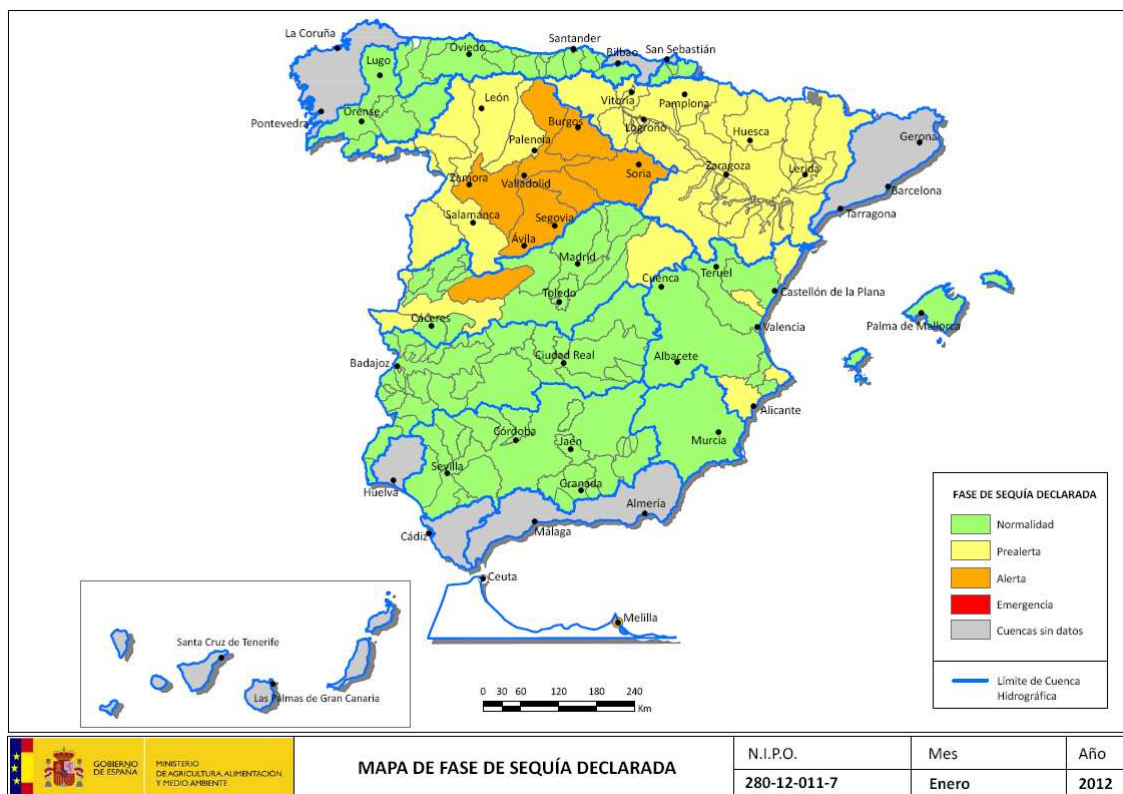 La Coruña
Lugo
Oviedo
Santander
Bilbao
San Sebastián
Pontevedra
Orense
León
Vitoria
Pamplona
Palencia
Burgos
Logroño
Huesca
Gerona
Zamora
Valladolid
Soria
Zaragoza
Lerida
Barcelona
Tarragona
Salamanca
Segovia
Ávila
Madrid
Cuenca
Teruel
Castellón de la Plana
Toledo
Cáceres
Valencia
Palma de Mallorca
Badajoz
Ciudad Real
Albacete
Alicante
Córdoba
Jaén
Murcia
Huelva
Sevilla
Granada
Cádiz
Málaga
Almería
Ceuta
Melilla
Santa Cruz de Tenerife
Las Palmas de Gran Canaria
0 30 60 120 180 240
Km
FASE DE SEQUÍA DECLARADA
Normalidad
Prealerta
Alerta
Emergencia
Cuencas sin datos
Límite de Cuenca
Hidrográfica
GOBIERNO
DE ESPAÑA
MINISTERIO
DE AGRICULTURA, ALIMENTACIÓN
Y MEDIO AMBIENTE
MAPA DE FASE DE SEQUÍA DECLARADA
N.I.P.O.
280-12-011-7
Mes
Enero
Año
2012